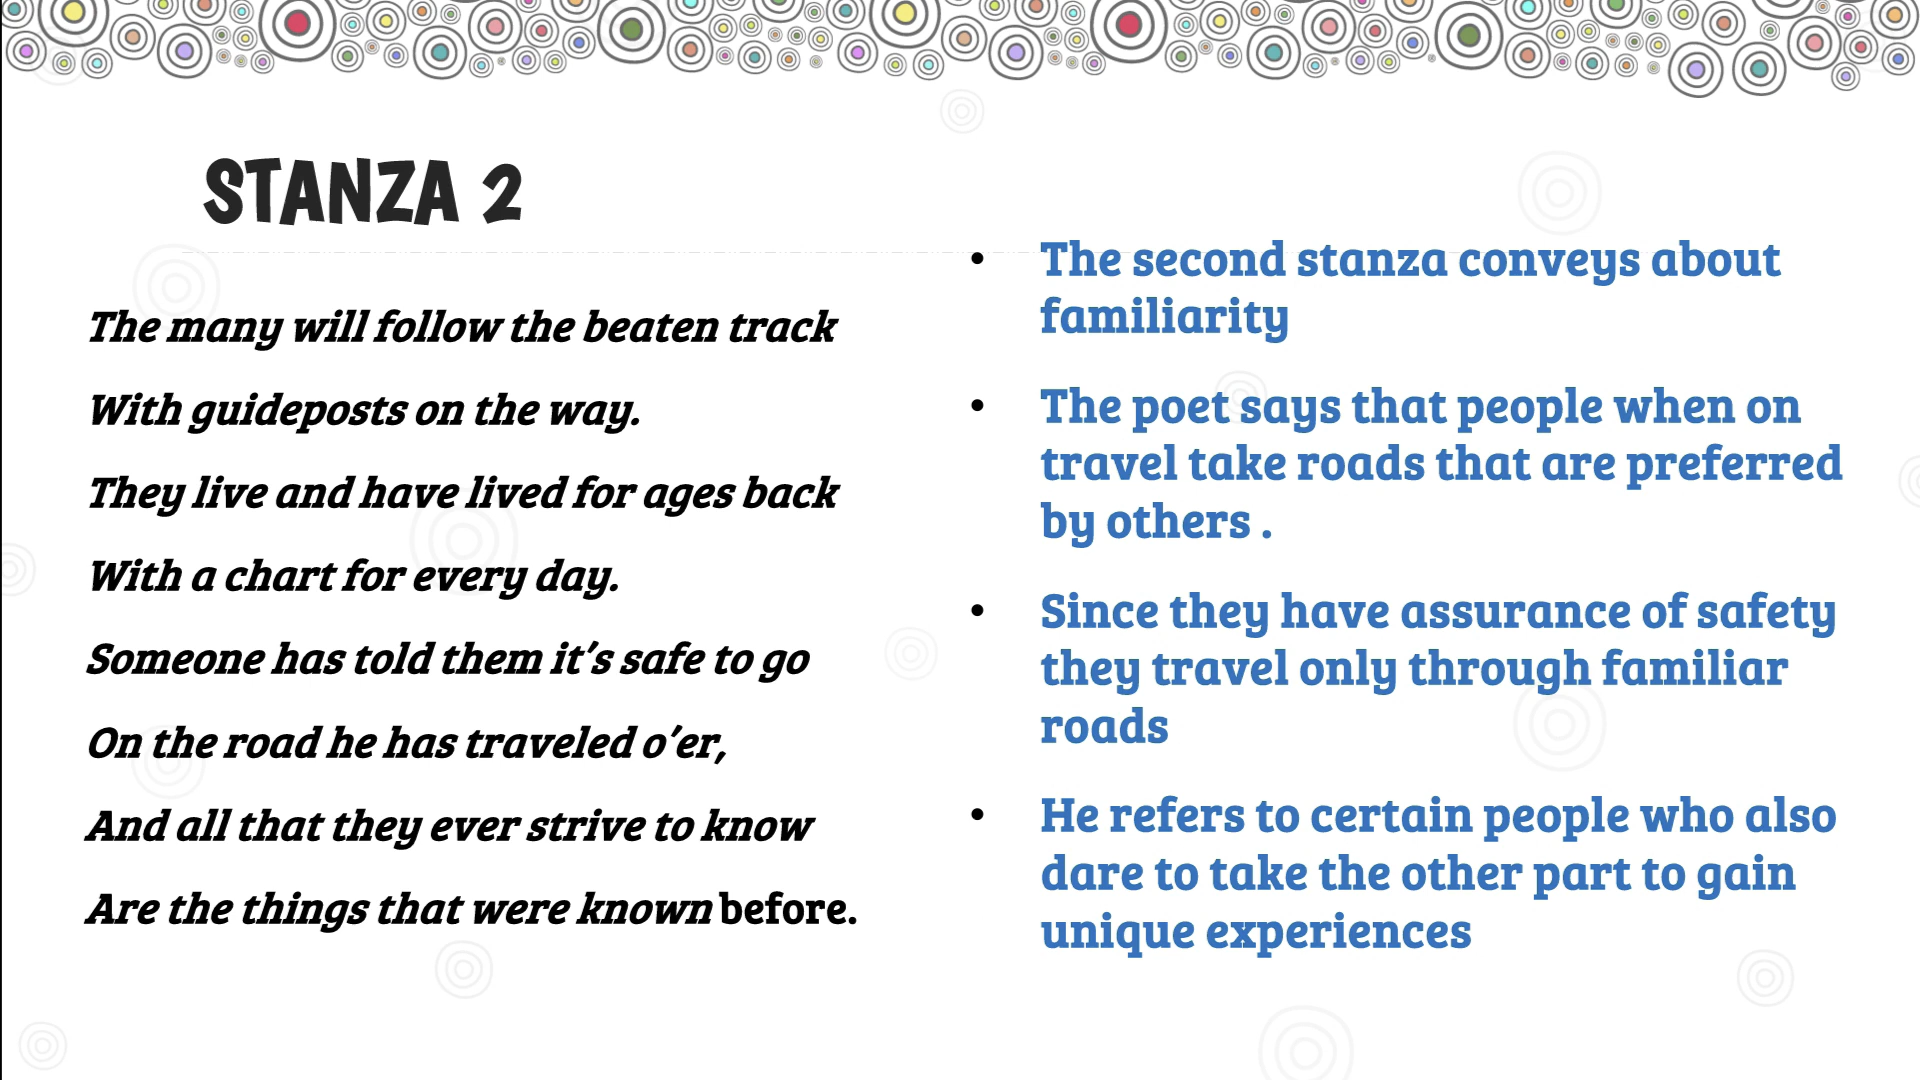 STANZA 2
The many will follow the beaten track
With guideposts on the way.
They live and have lived for ages back
With a chart for every day.
Someone has told them it's safe to go
On the road he has traveled o'er,
And all that they ever strive to know
Are the things that were known before.
• The second stanza conveys about
familiarity
• The poet says that people when on
travel take roads that are preferred
by others .
• Since they have assurance of safety
they travel only through familiar
roads
• He refers to certain people who also
dare to take the other part to gain
unique experiences